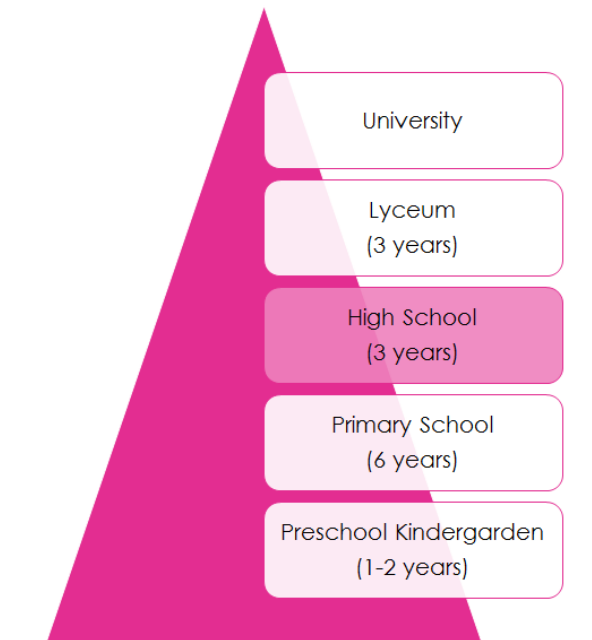 University
Lyceum
(3 years)
High School
(3 years)
Primary School
(6 years)
Preschool Kindergarden
(1-2 years)